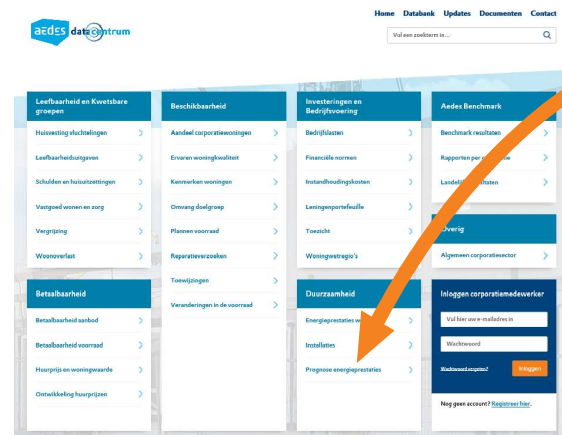 Home Databank Updates Documenten Contact
aedes datacentrum
Vul een zoekterm in...
Leefbaarheid en Kwetsbare
groepen
Huisvesting vluchtelingen
Leefbaarheidsuitgaven
Schulden en huisuitzettingen
Vastgoed wonen en zorg
Vergrijzing
Woonoverlast
Betaalbaarheid
Betaalbaarheid aanbod
Betaalbaarheid voorraad
Huurprijs en woningwaarde
Ontwikkeling huurprijzen
Beschikbaarheid
Aandeel corporatiewoningen
Ervaren woningkwaliteit
Kenmerken woningen
Omvang doelgroep
Plannen voorraad
Reparatieverzoeken
Toewijzingen
Veranderingen in de voorraad
Investeringen en
Bedrijfsvoering
Bedrijfslasten
Financiële normen
Instandhoudingskosten
Leningenportefeuille
Toezicht
Woningwetregio's
Duurzaamheid
Energieprestaties
Installaties
Prognose energieprestaties
Aedes Benchmark
Benchmark resultaten
Rapporten per
Overig
Algemeen corporatiesector
Inloggen corporatiemedewerker
Vul hier uw e-mailadres in
Wachtwoord
Wachtwoord vergeten?
Inloggen
Nog geen account? Registreer hier.